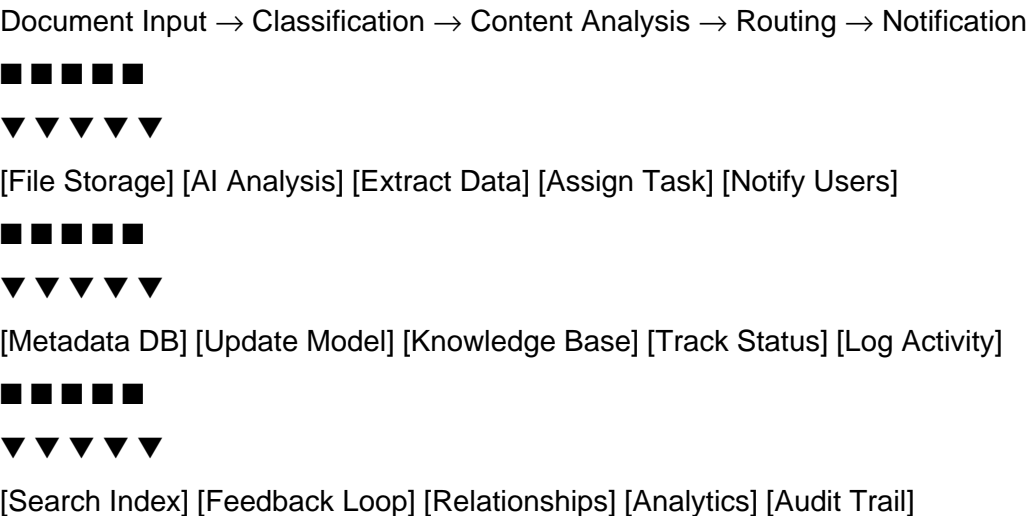 Document Input → Classification → Content Analysis → Routing → Notification
■ ■ ■ ■ ■
▼ ▼ ▼ ▼ ▼
[File Storage] [AI Analysis] [Extract Data] [Assign Task] [Notify Users]
■ ■ ■ ■ ■
▼ ▼ ▼ ▼ ▼
[Metadata DB] [Update Model] [Knowledge Base] [Track Status] [Log Activity]
■ ■ ■ ■ ■
▼ ▼ ▼ ▼ ▼
[Search Index] [Feedback Loop] [Relationships] [Analytics] [Audit Trail]